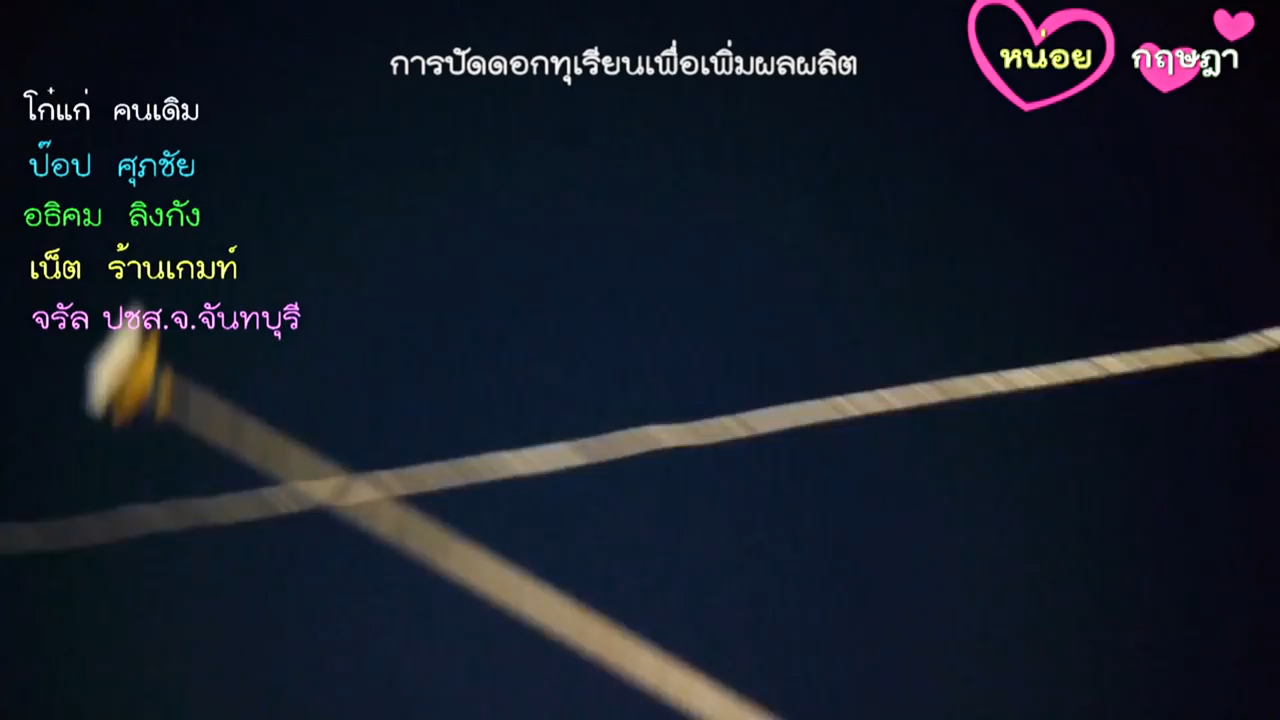 การปัดดอกทุเรียนเพื่อเพิ่มผลผลิต
หน่อย กฤษฎา
โก๋แก่ คนเดิม
ป๊อป ศุภชัย
อธิคม ลิงกัง
เน็ต ร้านเกมท์
จรัล ปชส.จ.จันทบุรี